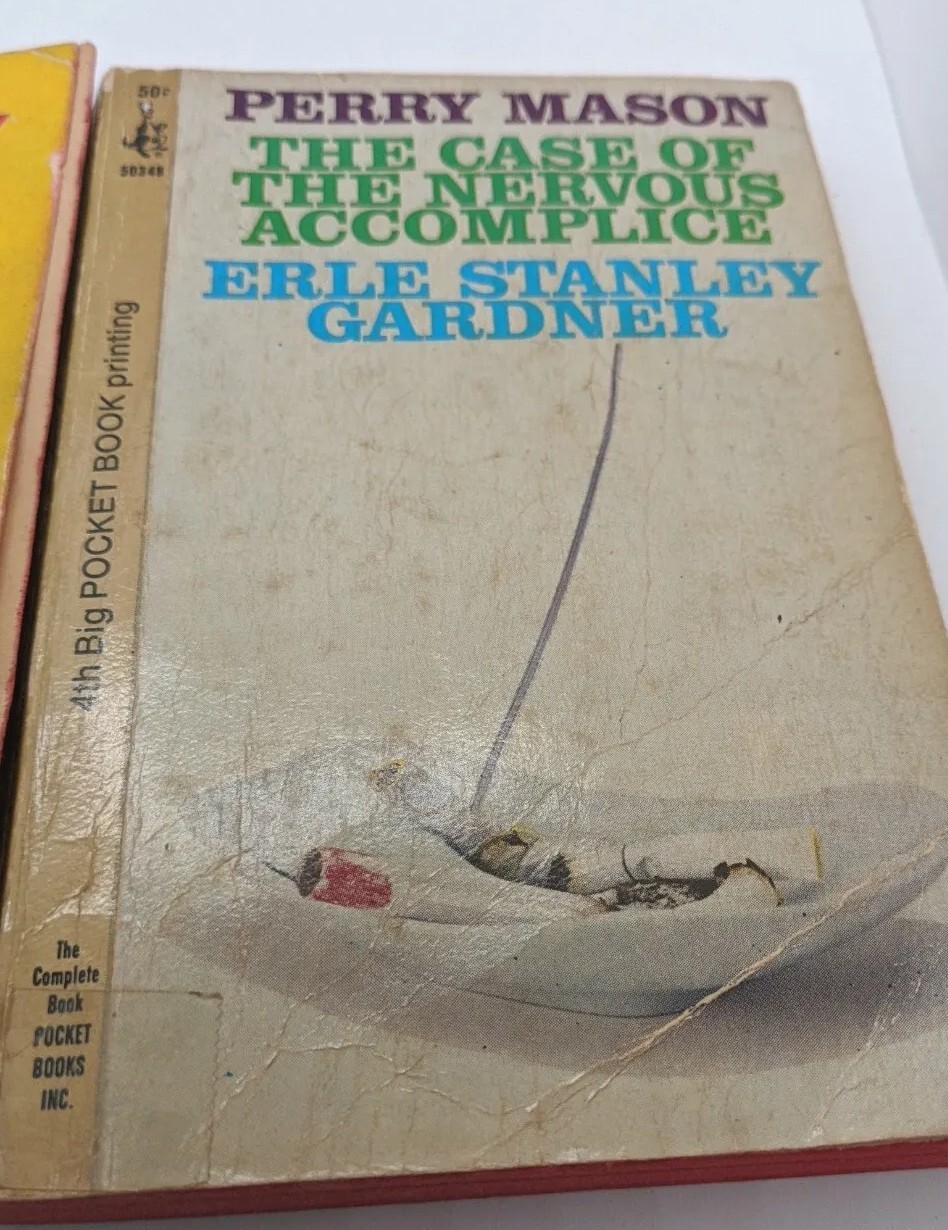 50¢
50348
PERRY MASON
THE CASE OF
THE NERVOUS
ACCOMPLICE
ERLE STANLEY
GARDNER
4th Big POCKET BOOK printing
The
Complete
Book
POCKET
BOOKS
INC.